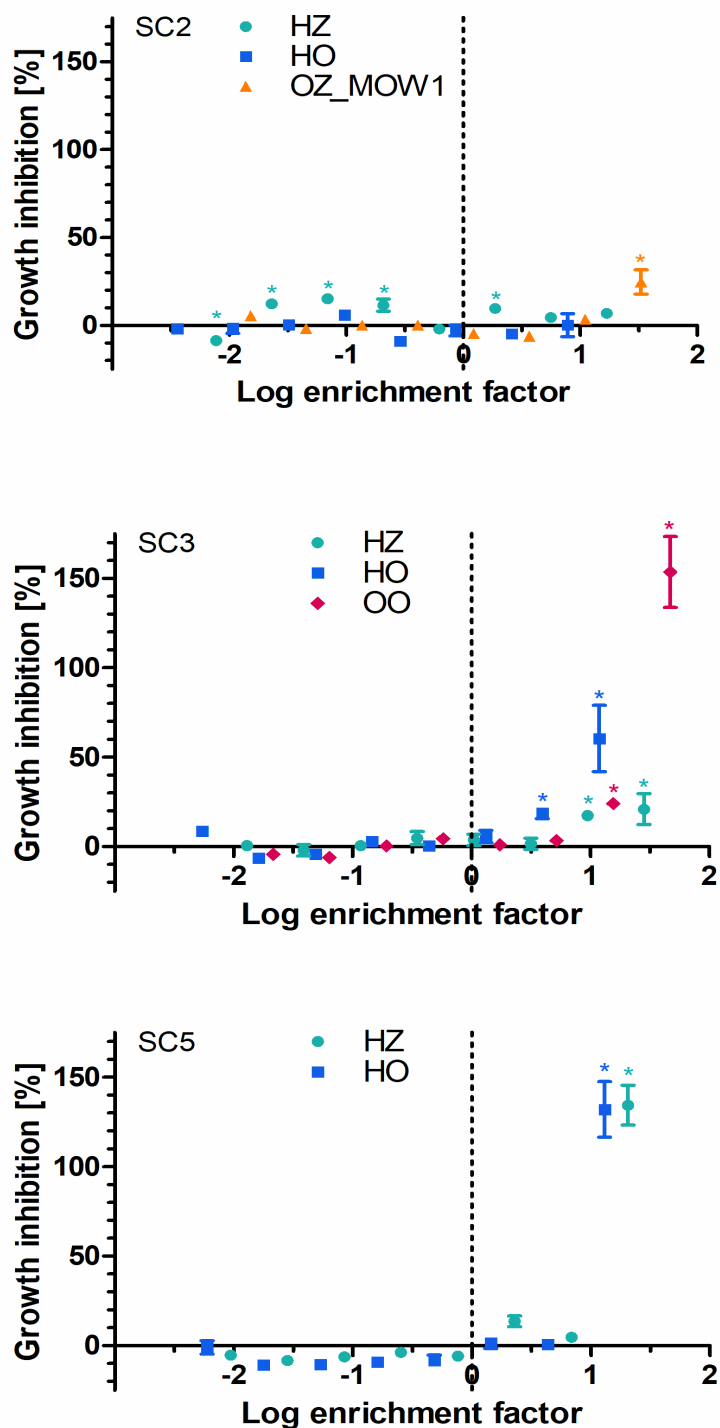 SC2
HZ
HO
OZ_MOW1
Growth inhibition [%]
150
100
50
0
-2 -1 0 1 2
* * * * * *
Log enrichment factor
SC3
HZ
HO
OO
Growth inhibition [%]
150
100
50
0
-2 -1 0 1 2
* * * * * *
Log enrichment factor
SC5
HZ
HO
Growth inhibition [%]
150
100
50
0
-2 -1 0 1 2
* *
Log enrichment factor